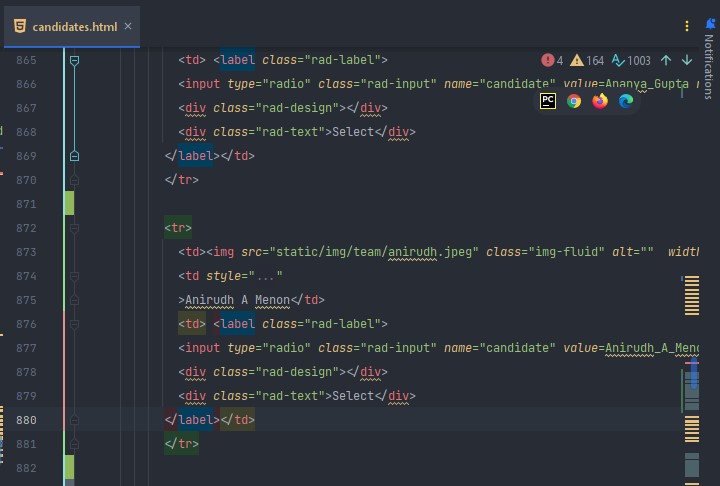 candidates.html
Notifications
4 164 1003
865 <td> <label class="rad-label">
866 <input type="radio" class="rad-input" name="candidate" value=Ananya_Gupta
PC
867 <div class="rad-design"></div>
868 <div class="rad-text">Select</div>
869 </label></td>
870 </tr>
871
872 <tr>
873 <td><img src="static/img/team/anirudh.jpeg" class="img-fluid" alt="" width
874 <td style="..."
875 >Anirudh A Menon</td>
876 <td> <label class="rad-label">
877 <input type="radio" class="rad-input" name="candidate" value=Anirudh_A_Meno
878 <div class="rad-design"></div>
879 <div class="rad-text">Select</div>
880 </label></td>
881 </tr>
882